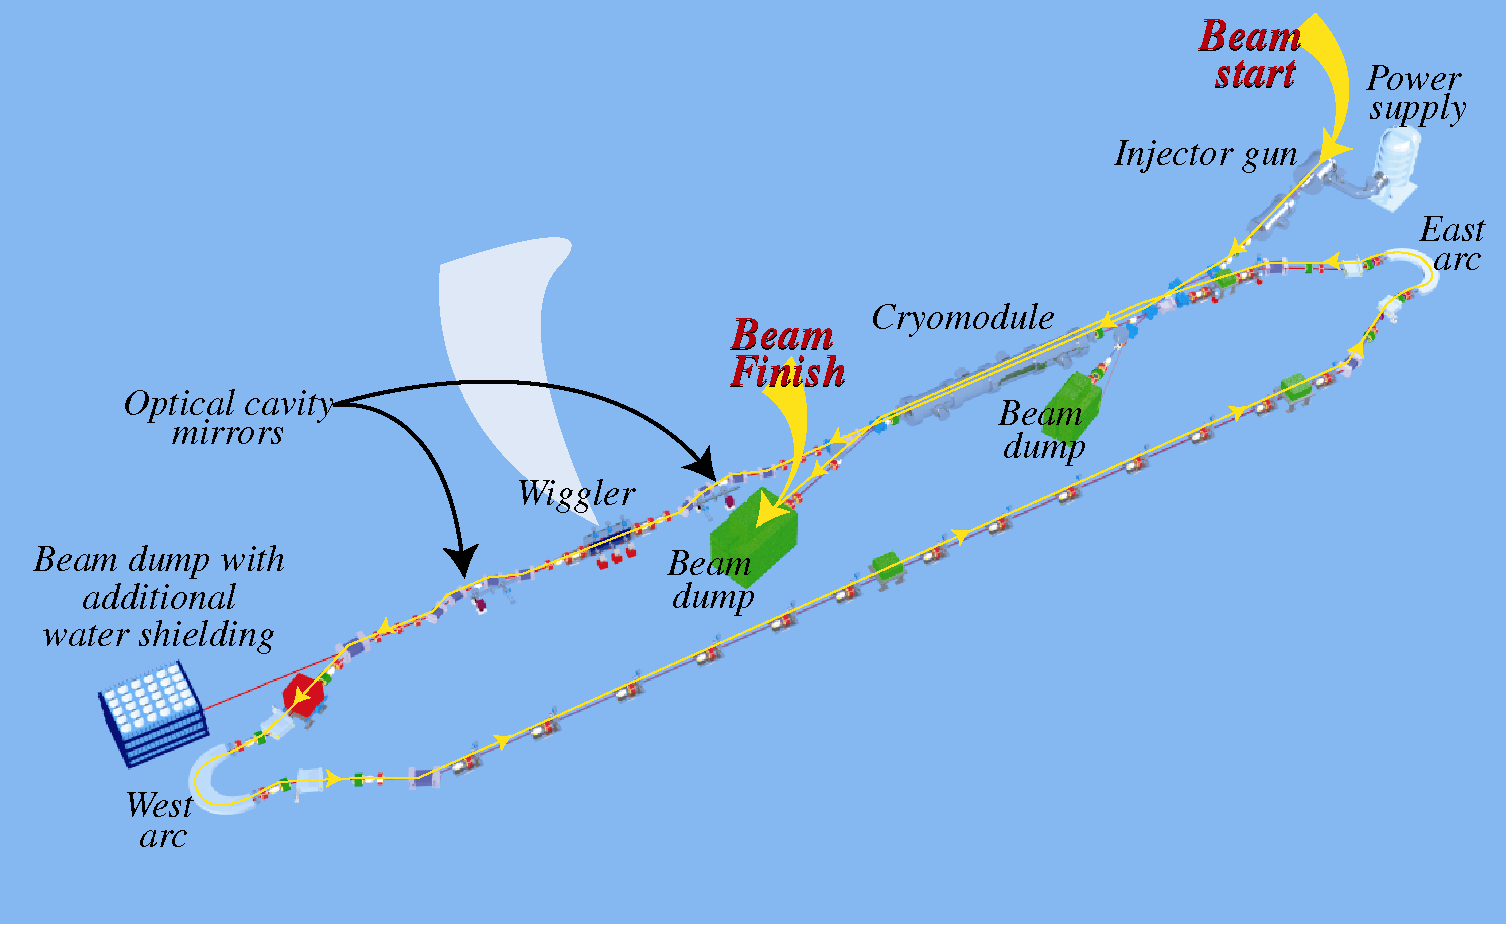 Beam
start
Power
supply
Injector gun
East
arc
Cryomodule
Beam
Finish
Optical cavity
mirrors
Beam
dump
Wiggler
Beam dump with
additional
water shielding
Beam
dump
West
arc